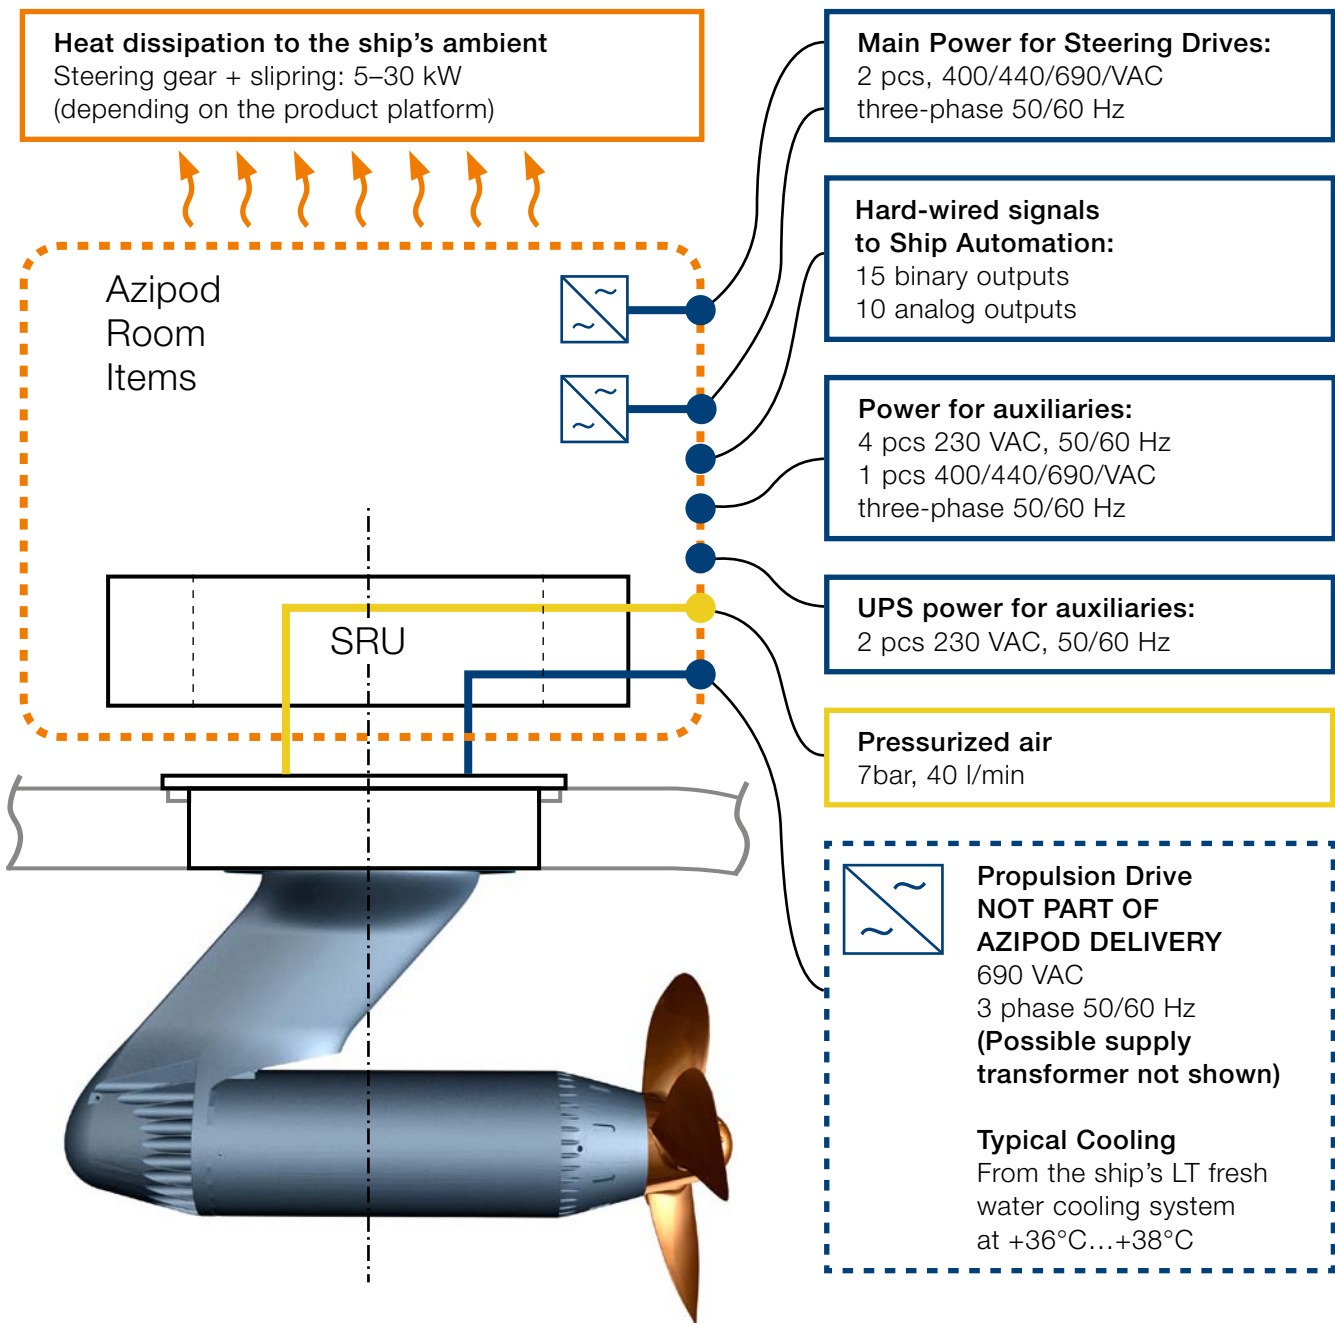 Heat dissipation to the ship's ambient
Steering gear + slipring: 5–30 kW
(depending on the product platform)
Azipod
Room
Items
SRU
Main Power for Steering Drives:
2 pcs, 400/440/690/VAC
three-phase 50/60 Hz
Hard-wired signals
to Ship Automation:
15 binary outputs
10 analog outputs
Power for auxiliaries:
4 pcs 230 VAC, 50/60 Hz
1 pcs 400/440/690/VAC
three-phase 50/60 Hz
UPS power for auxiliaries:
2 pcs 230 VAC, 50/60 Hz
Pressurized air
7bar, 40 l/min
Propulsion Drive
NOT PART OF
AZIPOD DELIVERY
690 VAC
3 phase 50/60 Hz
(Possible supply
transformer not shown)
Typical Cooling
From the ship's LT fresh
water cooling system
at +36°C…+38°C